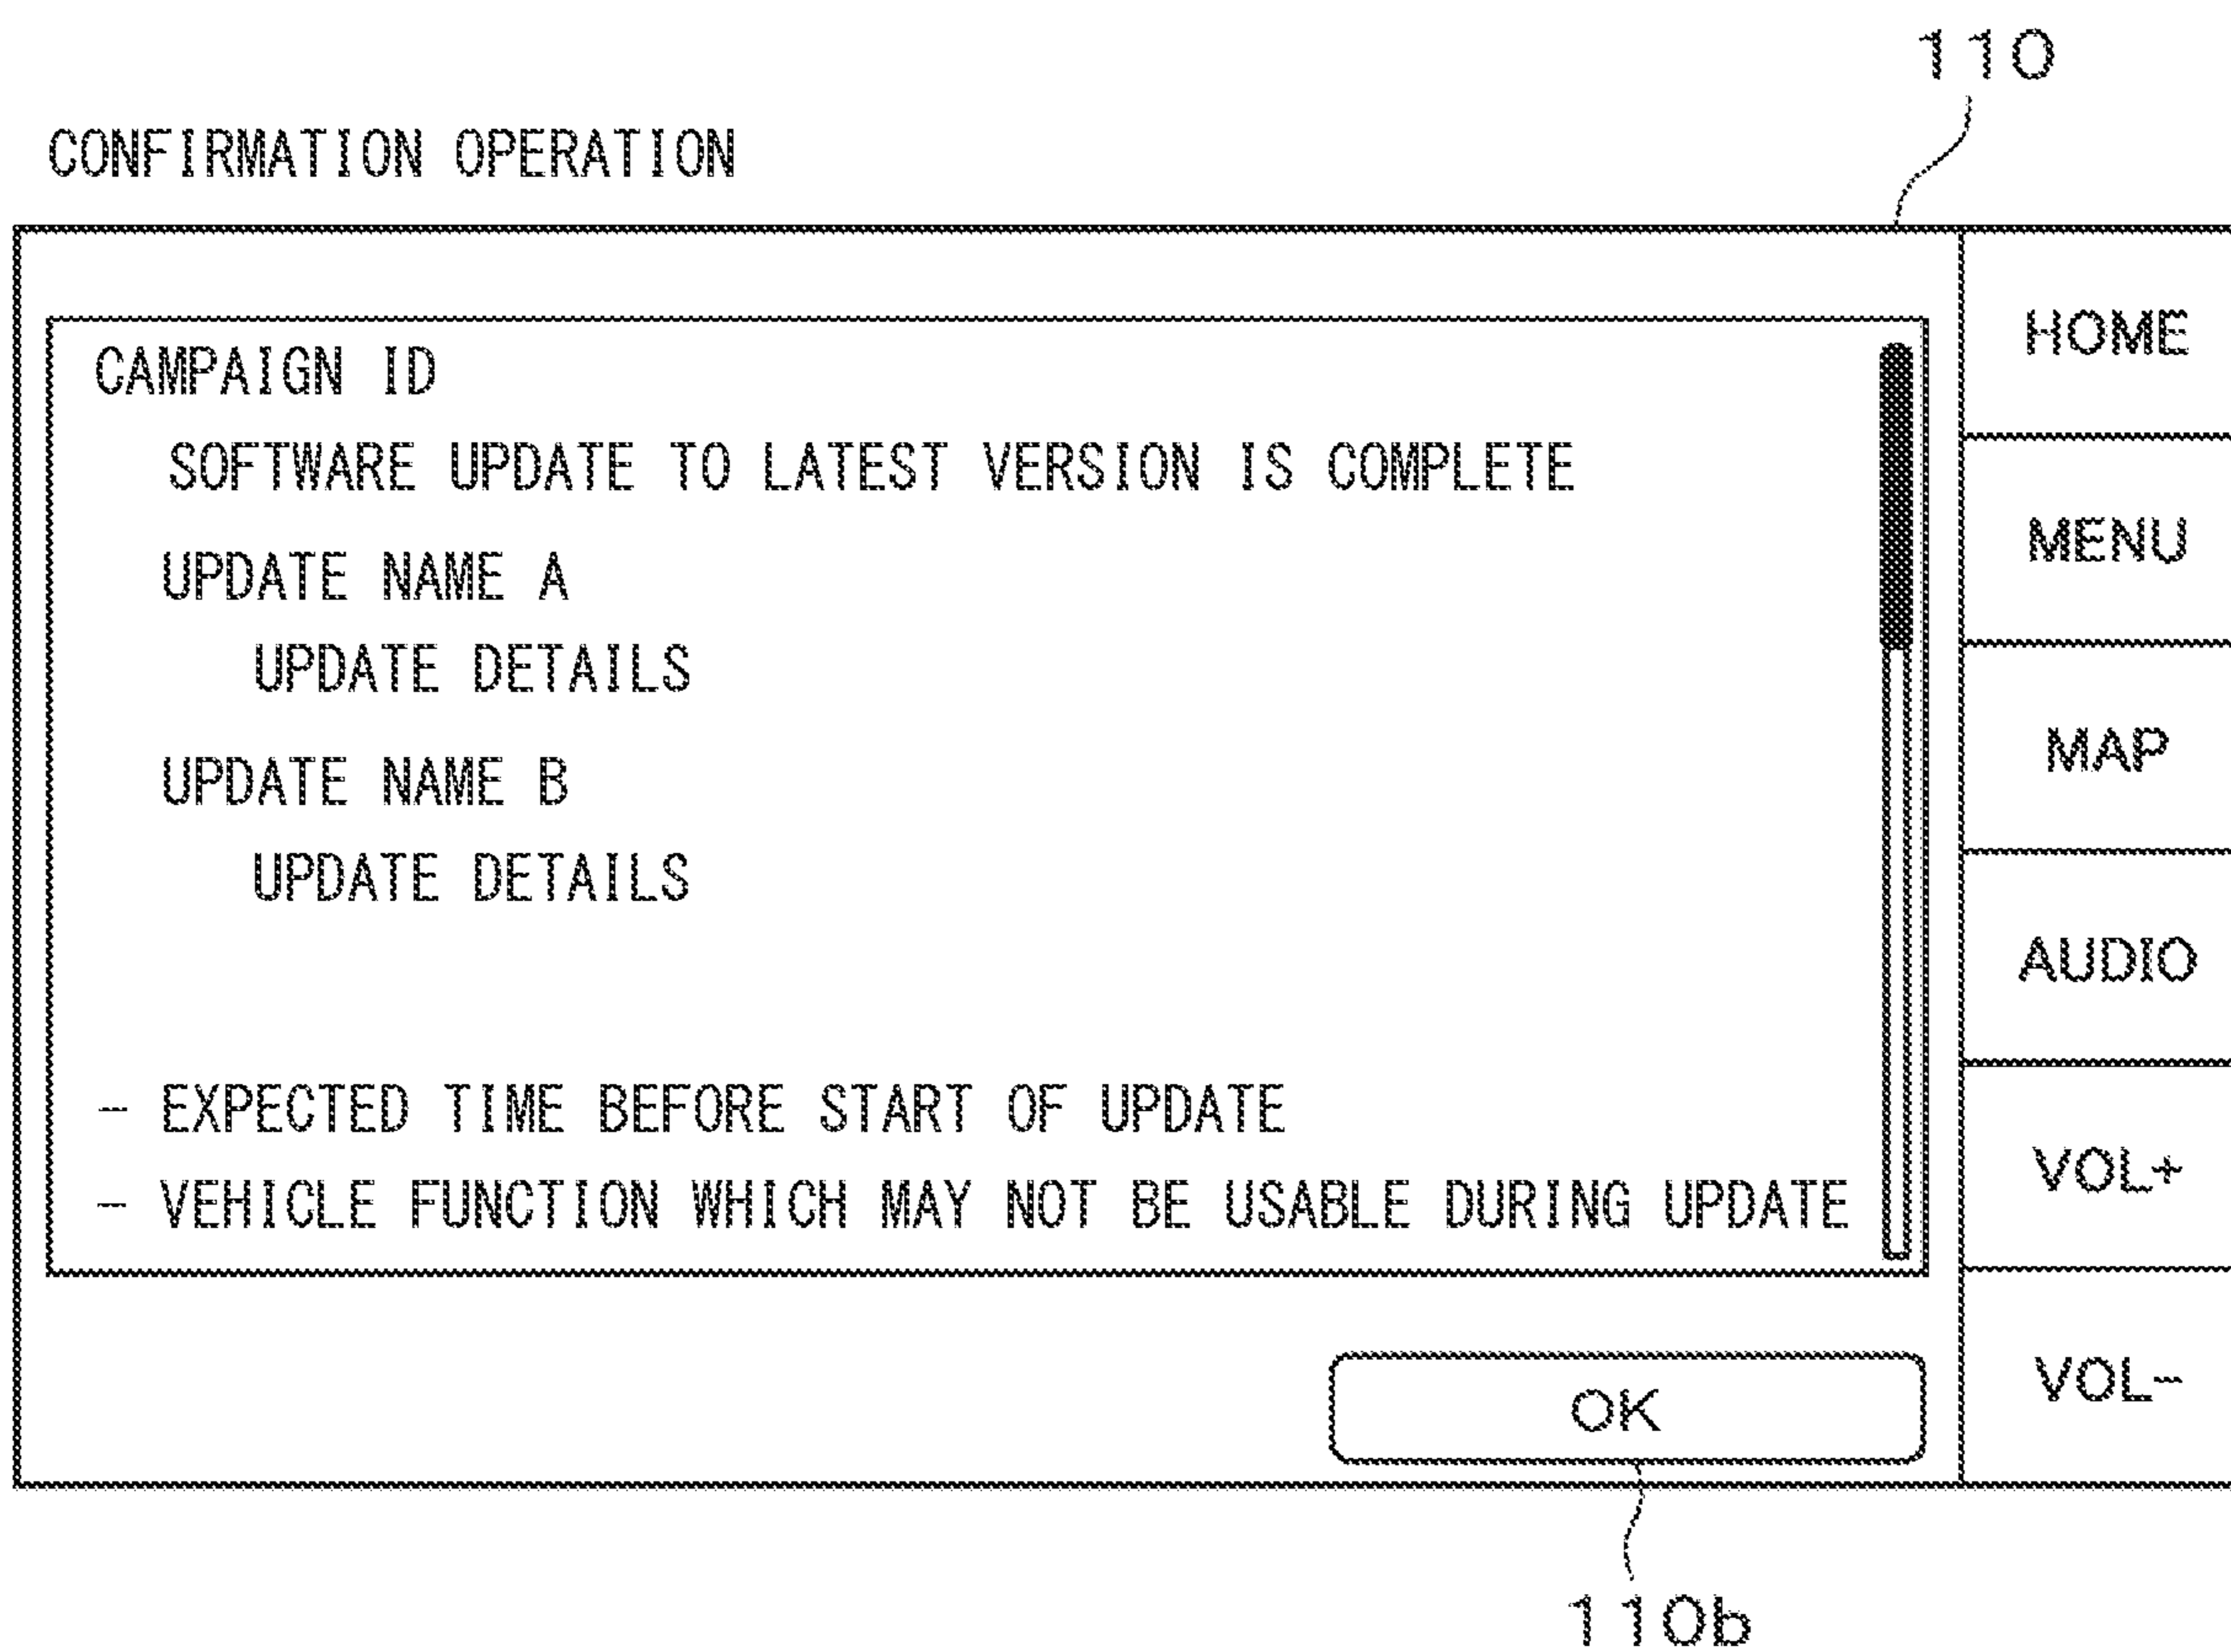 110
CONFIRMATION OPERATION
CAMPAIGN ID
SOFTWARE UPDATE TO LATEST VERSION IS COMPLETE
UPDATE NAME A
UPDATE DETAILS
UPDATE NAME B
UPDATE DETAILS
- EXPECTED TIME BEFORE START OF UPDATE
- VEHICLE FUNCTION WHICH MAY NOT BE USABLE DURING UPDATE
OK
HOME
MENU
MAP
AUDIO
VOL+
VOL-
110b